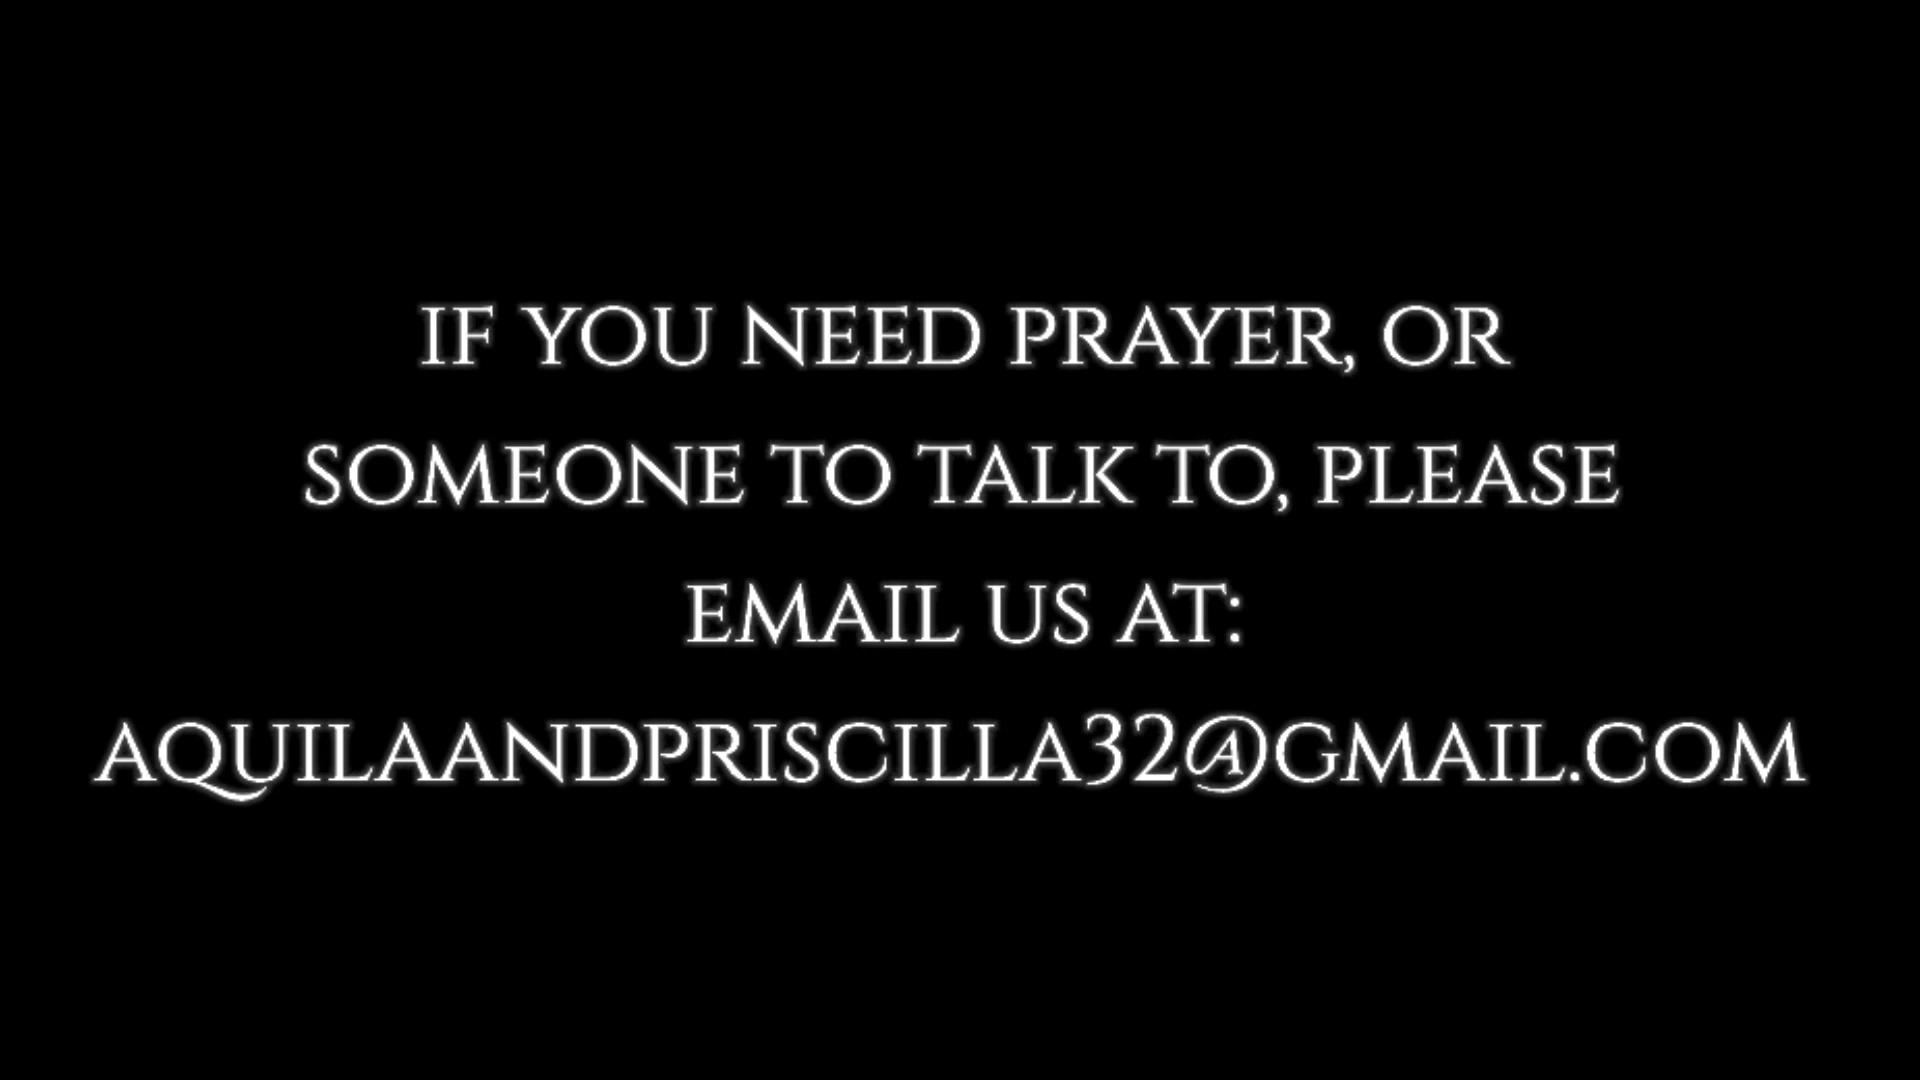 IF YOU NEED PRAYER, OR
SOMEONE TO TALK TO, PLEASE
EMAIL US AT:
AQUILAANDPRISCILLA32@GMAIL.COM